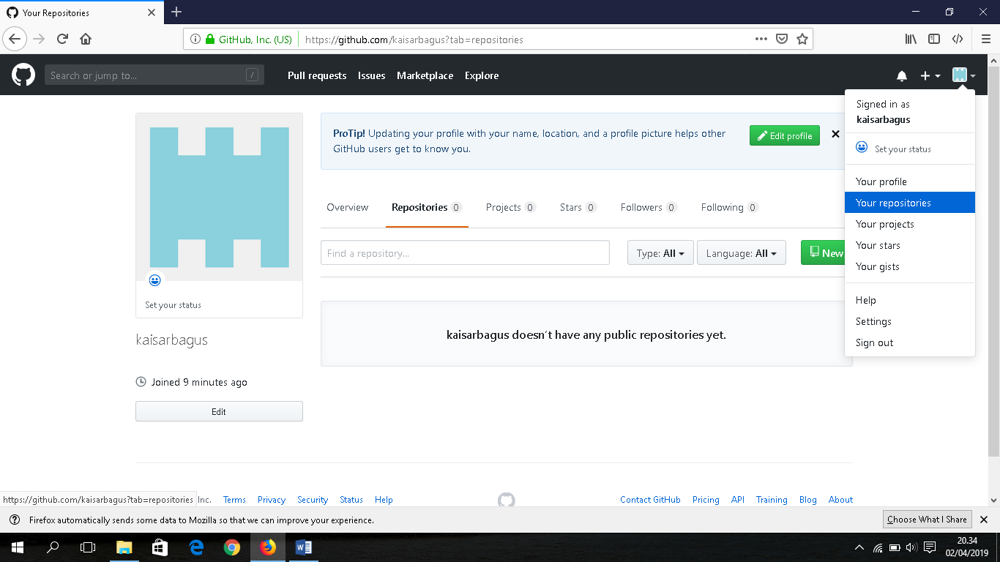 Your Repositories
GitHub, Inc. (US)
https://github.com/kaisarbagus?tab=repositories
Search or jump to...
/
Pull requests
Issues
Marketplace
Explore
Signed in as
kaisarbagus
Set your status
Your profile
Your repositories
Your projects
Your stars
Your gists
Help
Settings
Sign out
ProTip! Updating your profile with your name, location, and a profile picture helps other
GitHub users get to know you.
Edit profile
Overview
Repositories 0
Projects 0
Stars 0
Followers 0
Following 0
Find a repository...
Type: All
Language: All
New
kaisarbagus doesn't have any public repositories yet.
Set your status
kaisarbagus
Joined 9 minutes ago
Edit
https://github.com/kaisarbagus?tab=repositories
Inc.
Terms
Privacy
Security
Status
Help
Contact GitHub
Pricing
API
Training
Blog
About
Firefox automatically sends some data to Mozilla so that we can improve your experience.
Choose What I Share
20.34
02/04/2019